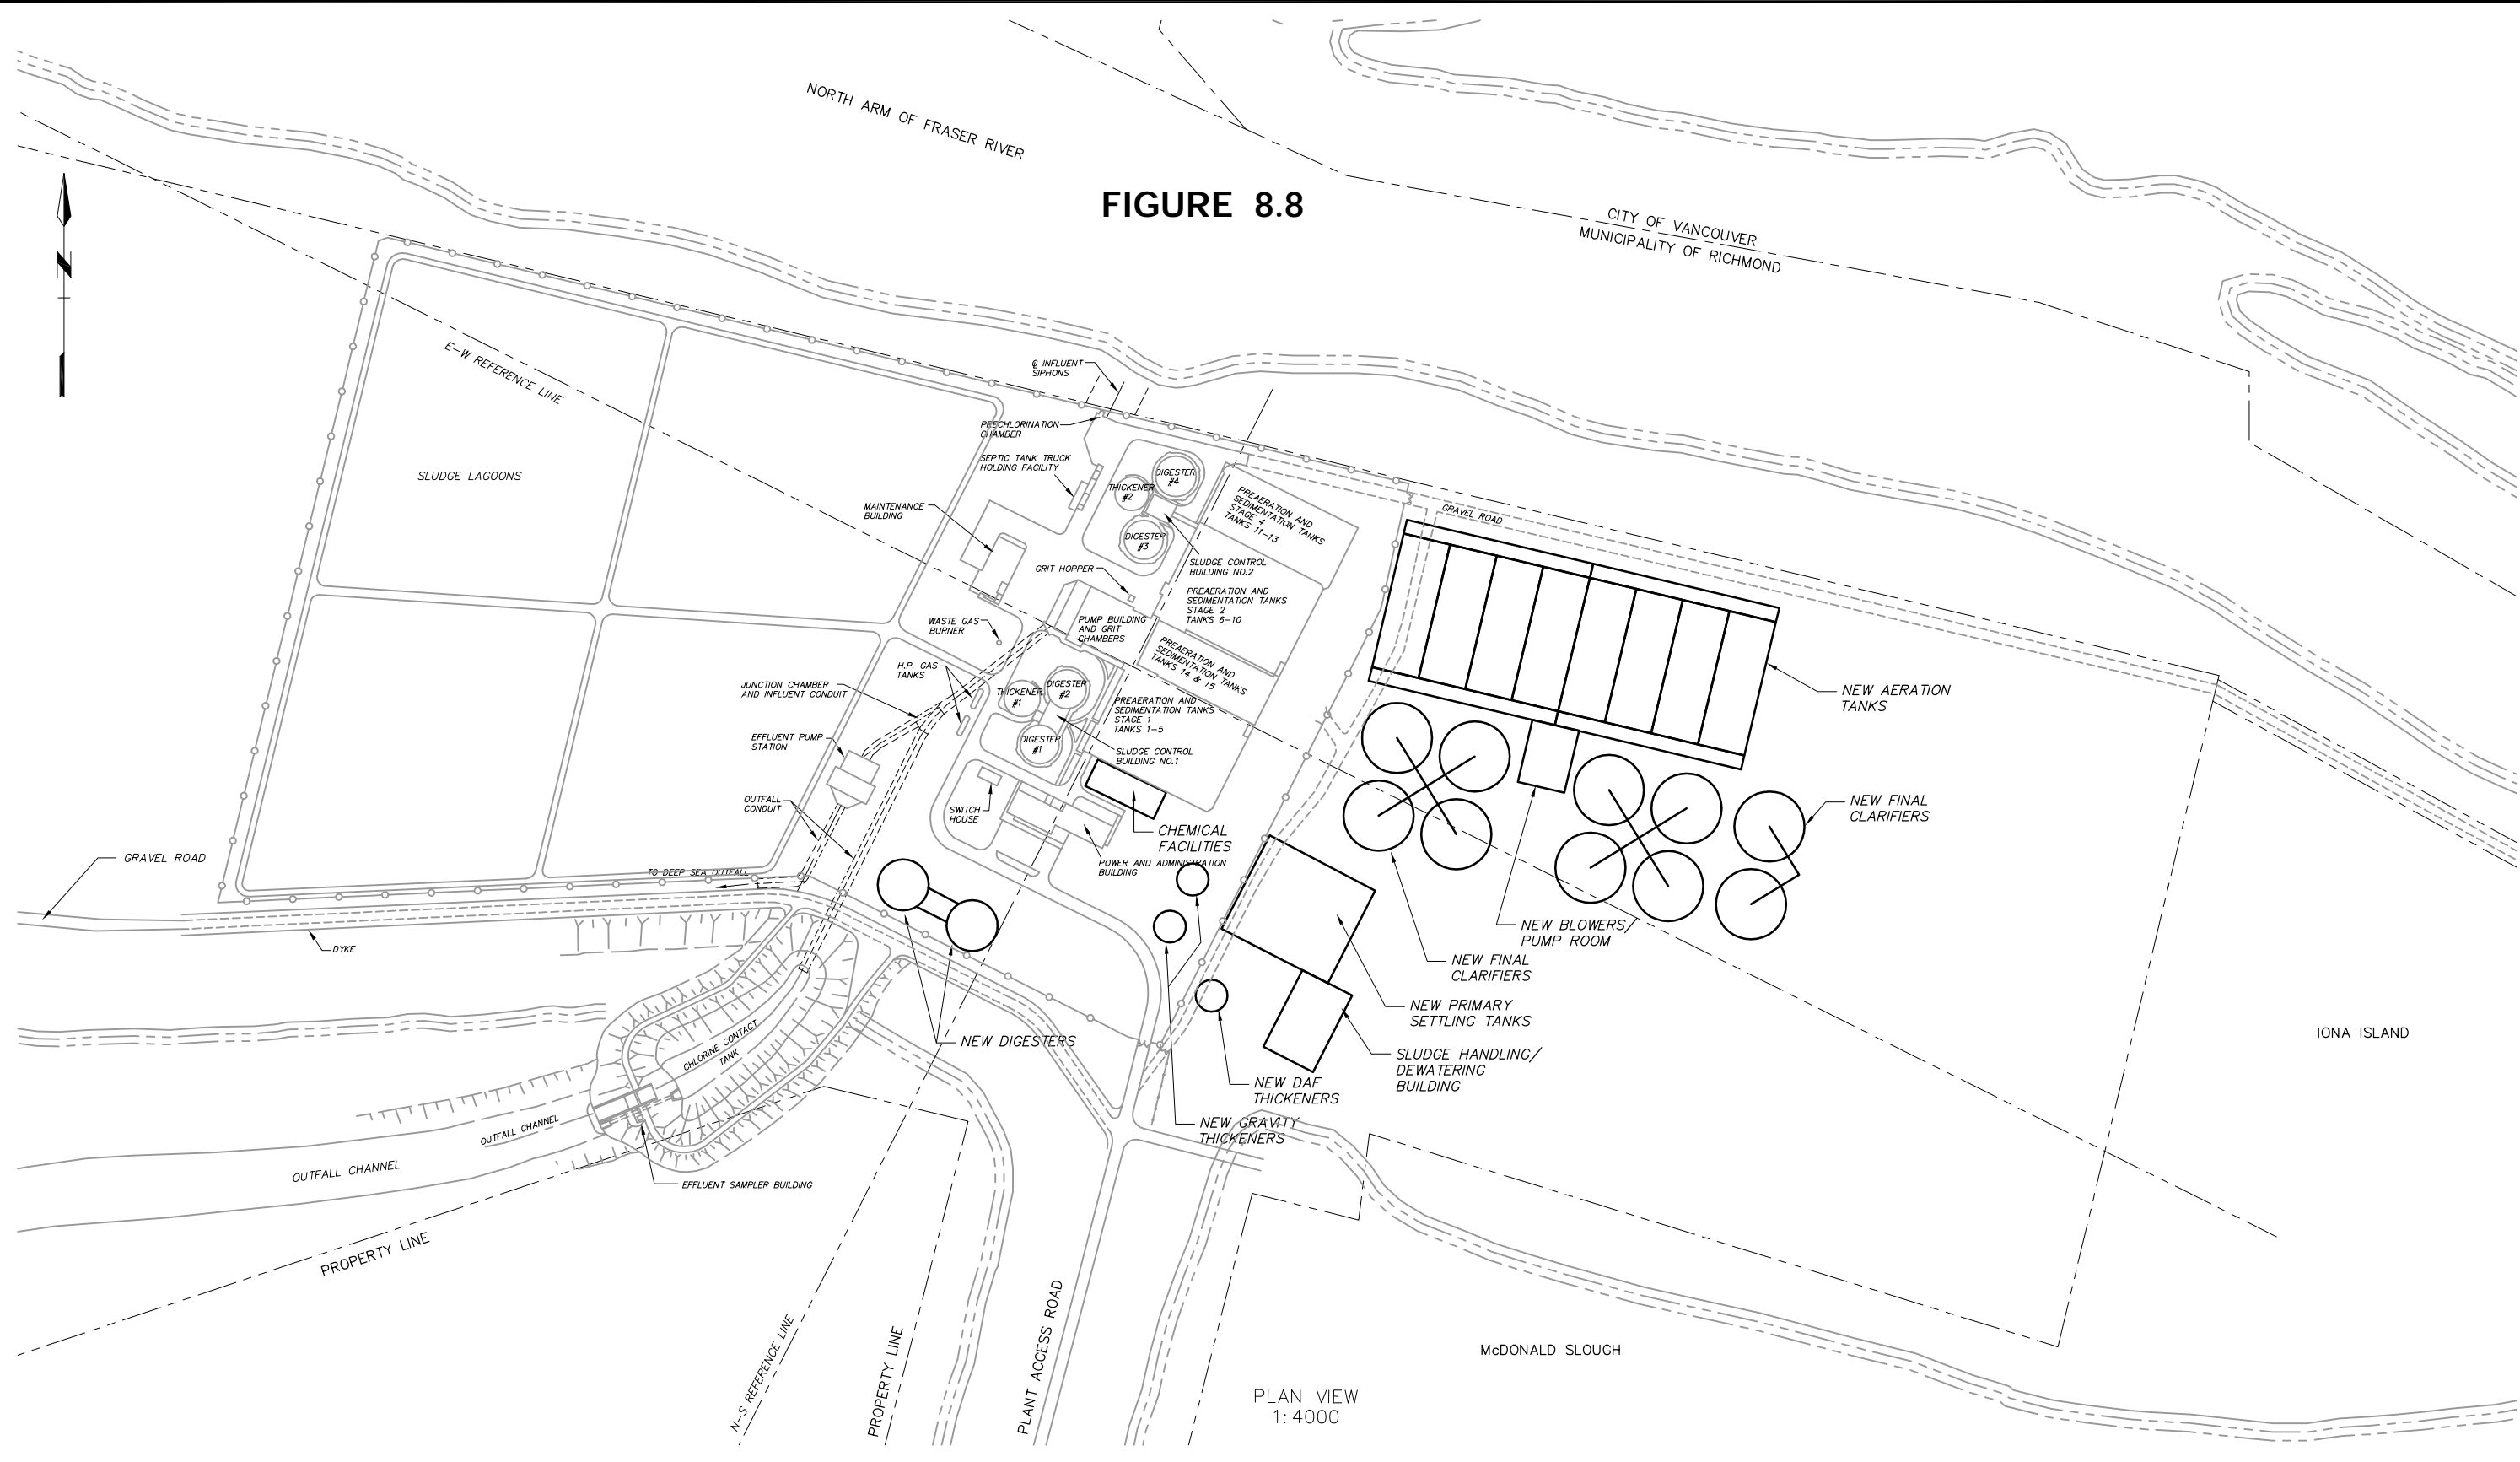 NORTH ARM OF FRASER RIVER
FIGURE 8.8
CITY OF VANCOUVER
MUNICIPALITY OF RICHMOND
N
E-W REFERENCE LINE
℄ INFLUENT
SIPHONS
PRECHLORINATION
CHAMBER
SEPTIC TANK TRUCK
HOLDING FACILITY
SLUDGE LAGOONS
DIGESTER
#4
THICKENER
#2
DIGESTER
#3
PREAERATION AND
SEDIMENTATION TANKS
STAGE 4
TANKS 11-13
GRAVEL ROAD
MAINTENANCE
BUILDING
GRIT HOPPER
SLUDGE CONTROL
BUILDING NO.2
PREAERATION AND
SEDIMENTATION TANKS
STAGE 2
TANKS 6-10
WASTE GAS
BURNER
PUMP BUILDING
AND GRIT
CHAMBERS
PREAERATION AND
SEDIMENTATION TANKS
TANKS 14 & 15
H.P. GAS
TANKS
JUNCTION CHAMBER
AND INFLUENT CONDUIT
THICKENER
#1
DIGESTER
#2
PREAERATION AND
SEDIMENTATION TANKS
STAGE 1
TANKS 1-5
NEW AERATION
TANKS
EFFLUENT PUMP
STATION
DIGESTER
#1
SLUDGE CONTROL
BUILDING NO.1
OUTFALL
CONDUIT
SWITCH
HOUSE
NEW FINAL
CLARIFIERS
CHEMICAL
FACILITIES
GRAVEL ROAD
POWER AND ADMINISTRATION
BUILDING
TO DEEP SEA OUTFALL
NEW BLOWERS/
PUMP ROOM
DYKE
NEW FINAL
CLARIFIERS
NEW PRIMARY
SETTLING TANKS
IONA ISLAND
NEW DIGESTERS
CHLORINE CONTACT
TANK
SLUDGE HANDLING/
DEWATERING
BUILDING
NEW DAF
THICKENERS
NEW GRAVITY
THICKENERS
OUTFALL CHANNEL
OUTFALL CHANNEL
EFFLUENT SAMPLER BUILDING
PROPERTY LINE
N-S REFERENCE LINE
PROPERTY LINE
PLANT ACCESS ROAD
McDONALD SLOUGH
PLAN VIEW
1:4000